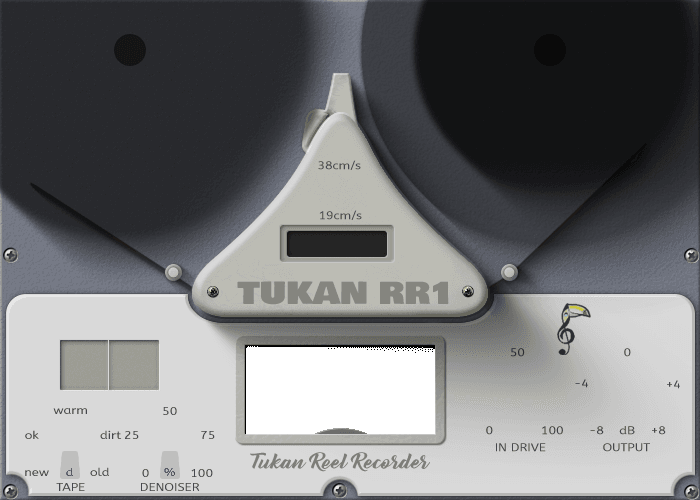 38cm/s
19cm/s
TUKAN RR1
50 0
-4 +4
warm 50
ok dirt 25 75
0 100 -8 dB +8
IN DRIVE OUTPUT
Tukan Reel Recorder
new d old 0 % 100
TAPE DENOISER